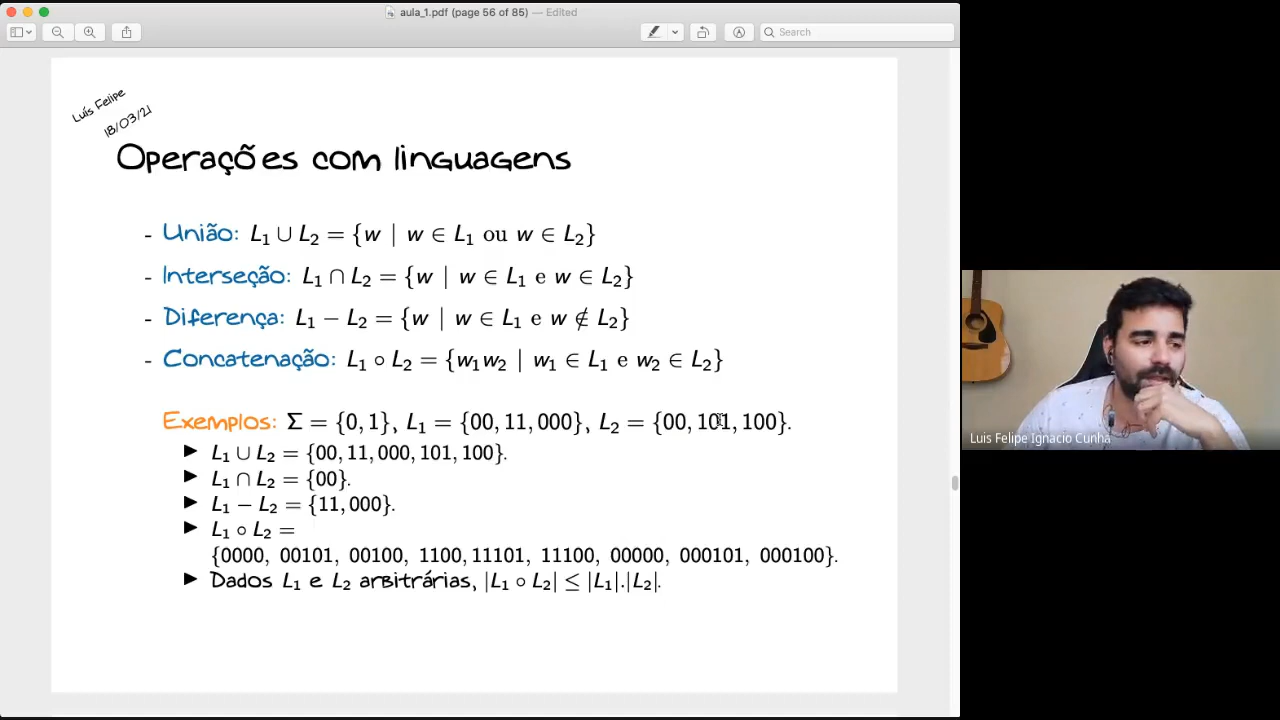 aula_1.pdf (page 56 of 85) — Edited
Search
Luís Felipe
18/03/21
Operações com linguagens
- União: L₁ ∪ L₂ = {w | w ∈ L₁ ou w ∈ L₂}
- Interseção: L₁ ∩ L₂ = {w | w ∈ L₁ e w ∈ L₂}
- Diferença: L₁ − L₂ = {w | w ∈ L₁ e w ∉ L₂}
- Concatenação: L₁ ∘ L₂ = {w₁w₂ | w₁ ∈ L₁ e w₂ ∈ L₂}
Exemplos: Σ = {0, 1}, L₁ = {00, 11, 000}, L₂ = {00, 101, 100}.
▶ L₁ ∪ L₂ = {00, 11, 000, 101, 100}.
▶ L₁ ∩ L₂ = {00}.
▶ L₁ − L₂ = {11, 000}.
▶ L₁ ∘ L₂ =
{0000, 00101, 00100, 1100, 11101, 11100, 00000, 000101, 000100}.
▶ Dados L₁ e L₂ arbitrárias, |L₁ ∘ L₂| ≤ |L₁|.|L₂|.
Luis Felipe Ignacio Cunha